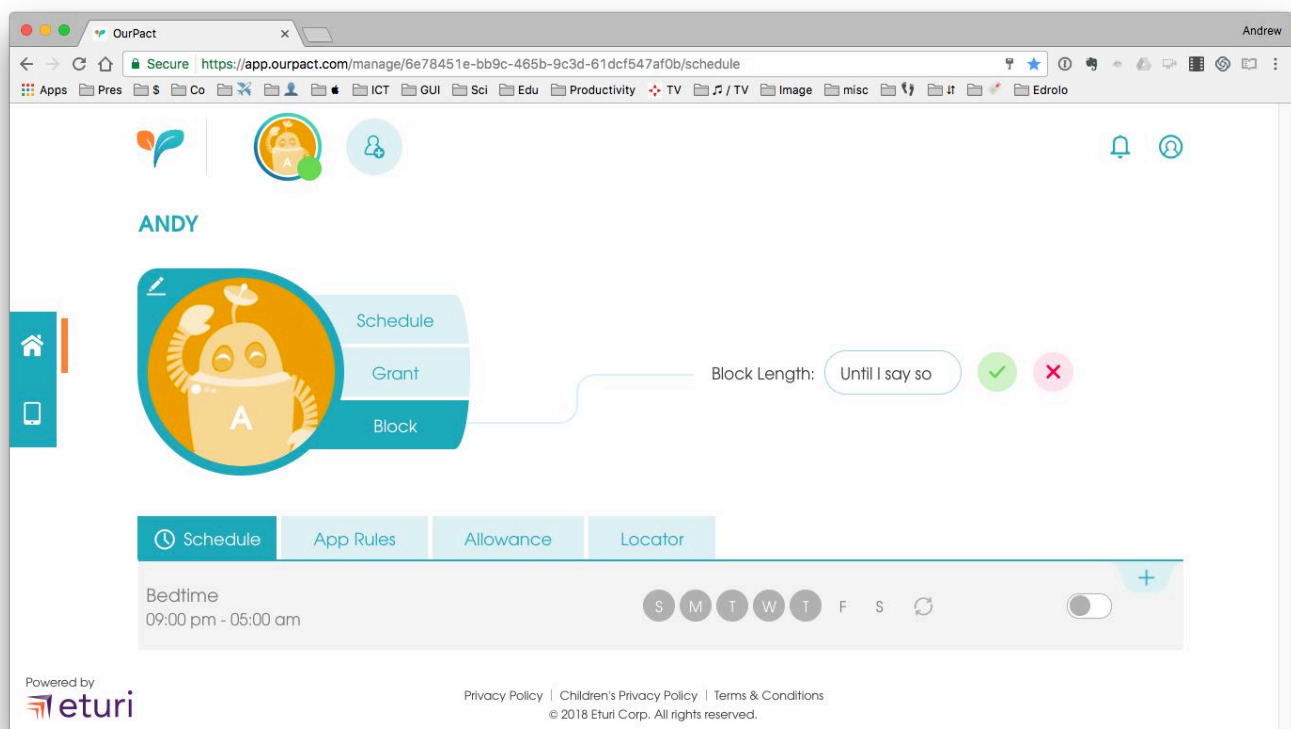 OurPact
Andrew
Secure https://app.ourpact.com/manage/6e78451e-bb9c-465b-9c3d-61dcf547af0b/schedule
Apps Pres $ Co ICT GUI Sci Edu Productivity TV / TV Image misc Edrolo
A
ANDY
Schedule
Grant
Block
A
Block Length: Until I say so
Schedule App Rules Allowance Locator
Bedtime
09:00 pm - 05:00 am
S M T W T F S
Powered by
eturi
Privacy Policy | Children's Privacy Policy | Terms & Conditions
© 2018 Eturi Corp. All rights reserved.